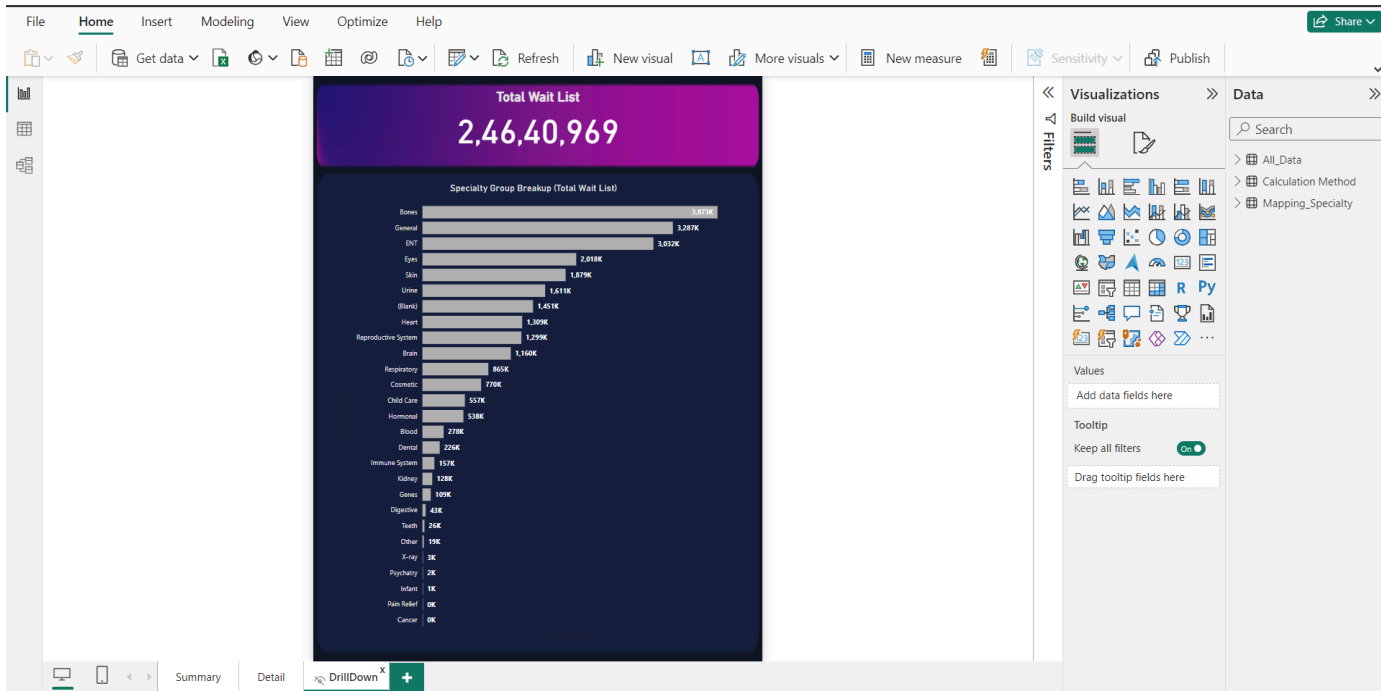 File Home Insert Modeling View Optimize Help Share
Get data Refresh New visual More visuals New measure Sensitivity Publish
Total Wait List
2,46,40,969
Specialty Group Breakup (Total Wait List)
Bones 3,873K
General 3,287K
ENT 3,032K
Eyes 2,018K
Skin 1,879K
Urine 1,611K
(Blank) 1,451K
Heart 1,309K
Reproductive System 1,299K
Brain 1,160K
Respiratory 865K
Cosmetic 770K
Child Care 557K
Hormonal 538K
Blood 278K
Dental 226K
Immune System 157K
Kidney 128K
Genes 109K
Digestive 43K
Teeth 26K
Other 19K
X-ray 3K
Psychatry 2K
Infant 1K
Pain Relief 0K
Cancer 0K
Filters
Visualizations
Build visual
123
R Py
123
Values
Add data fields here
Tooltip
Keep all filters On
Drag tooltip fields here
Data
Search
All_Data
Calculation Method
Mapping_Specialty
Summary Detail DrillDown x +